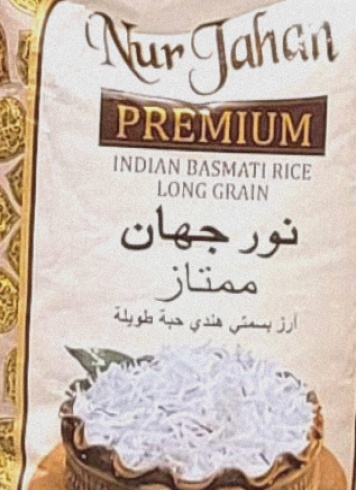 Nur Jahan
PREMIUM
INDIAN BASMATI RICE
LONG GRAIN
نور جهان
ممتاز
أرز بسمتي هندي حبة طويلة